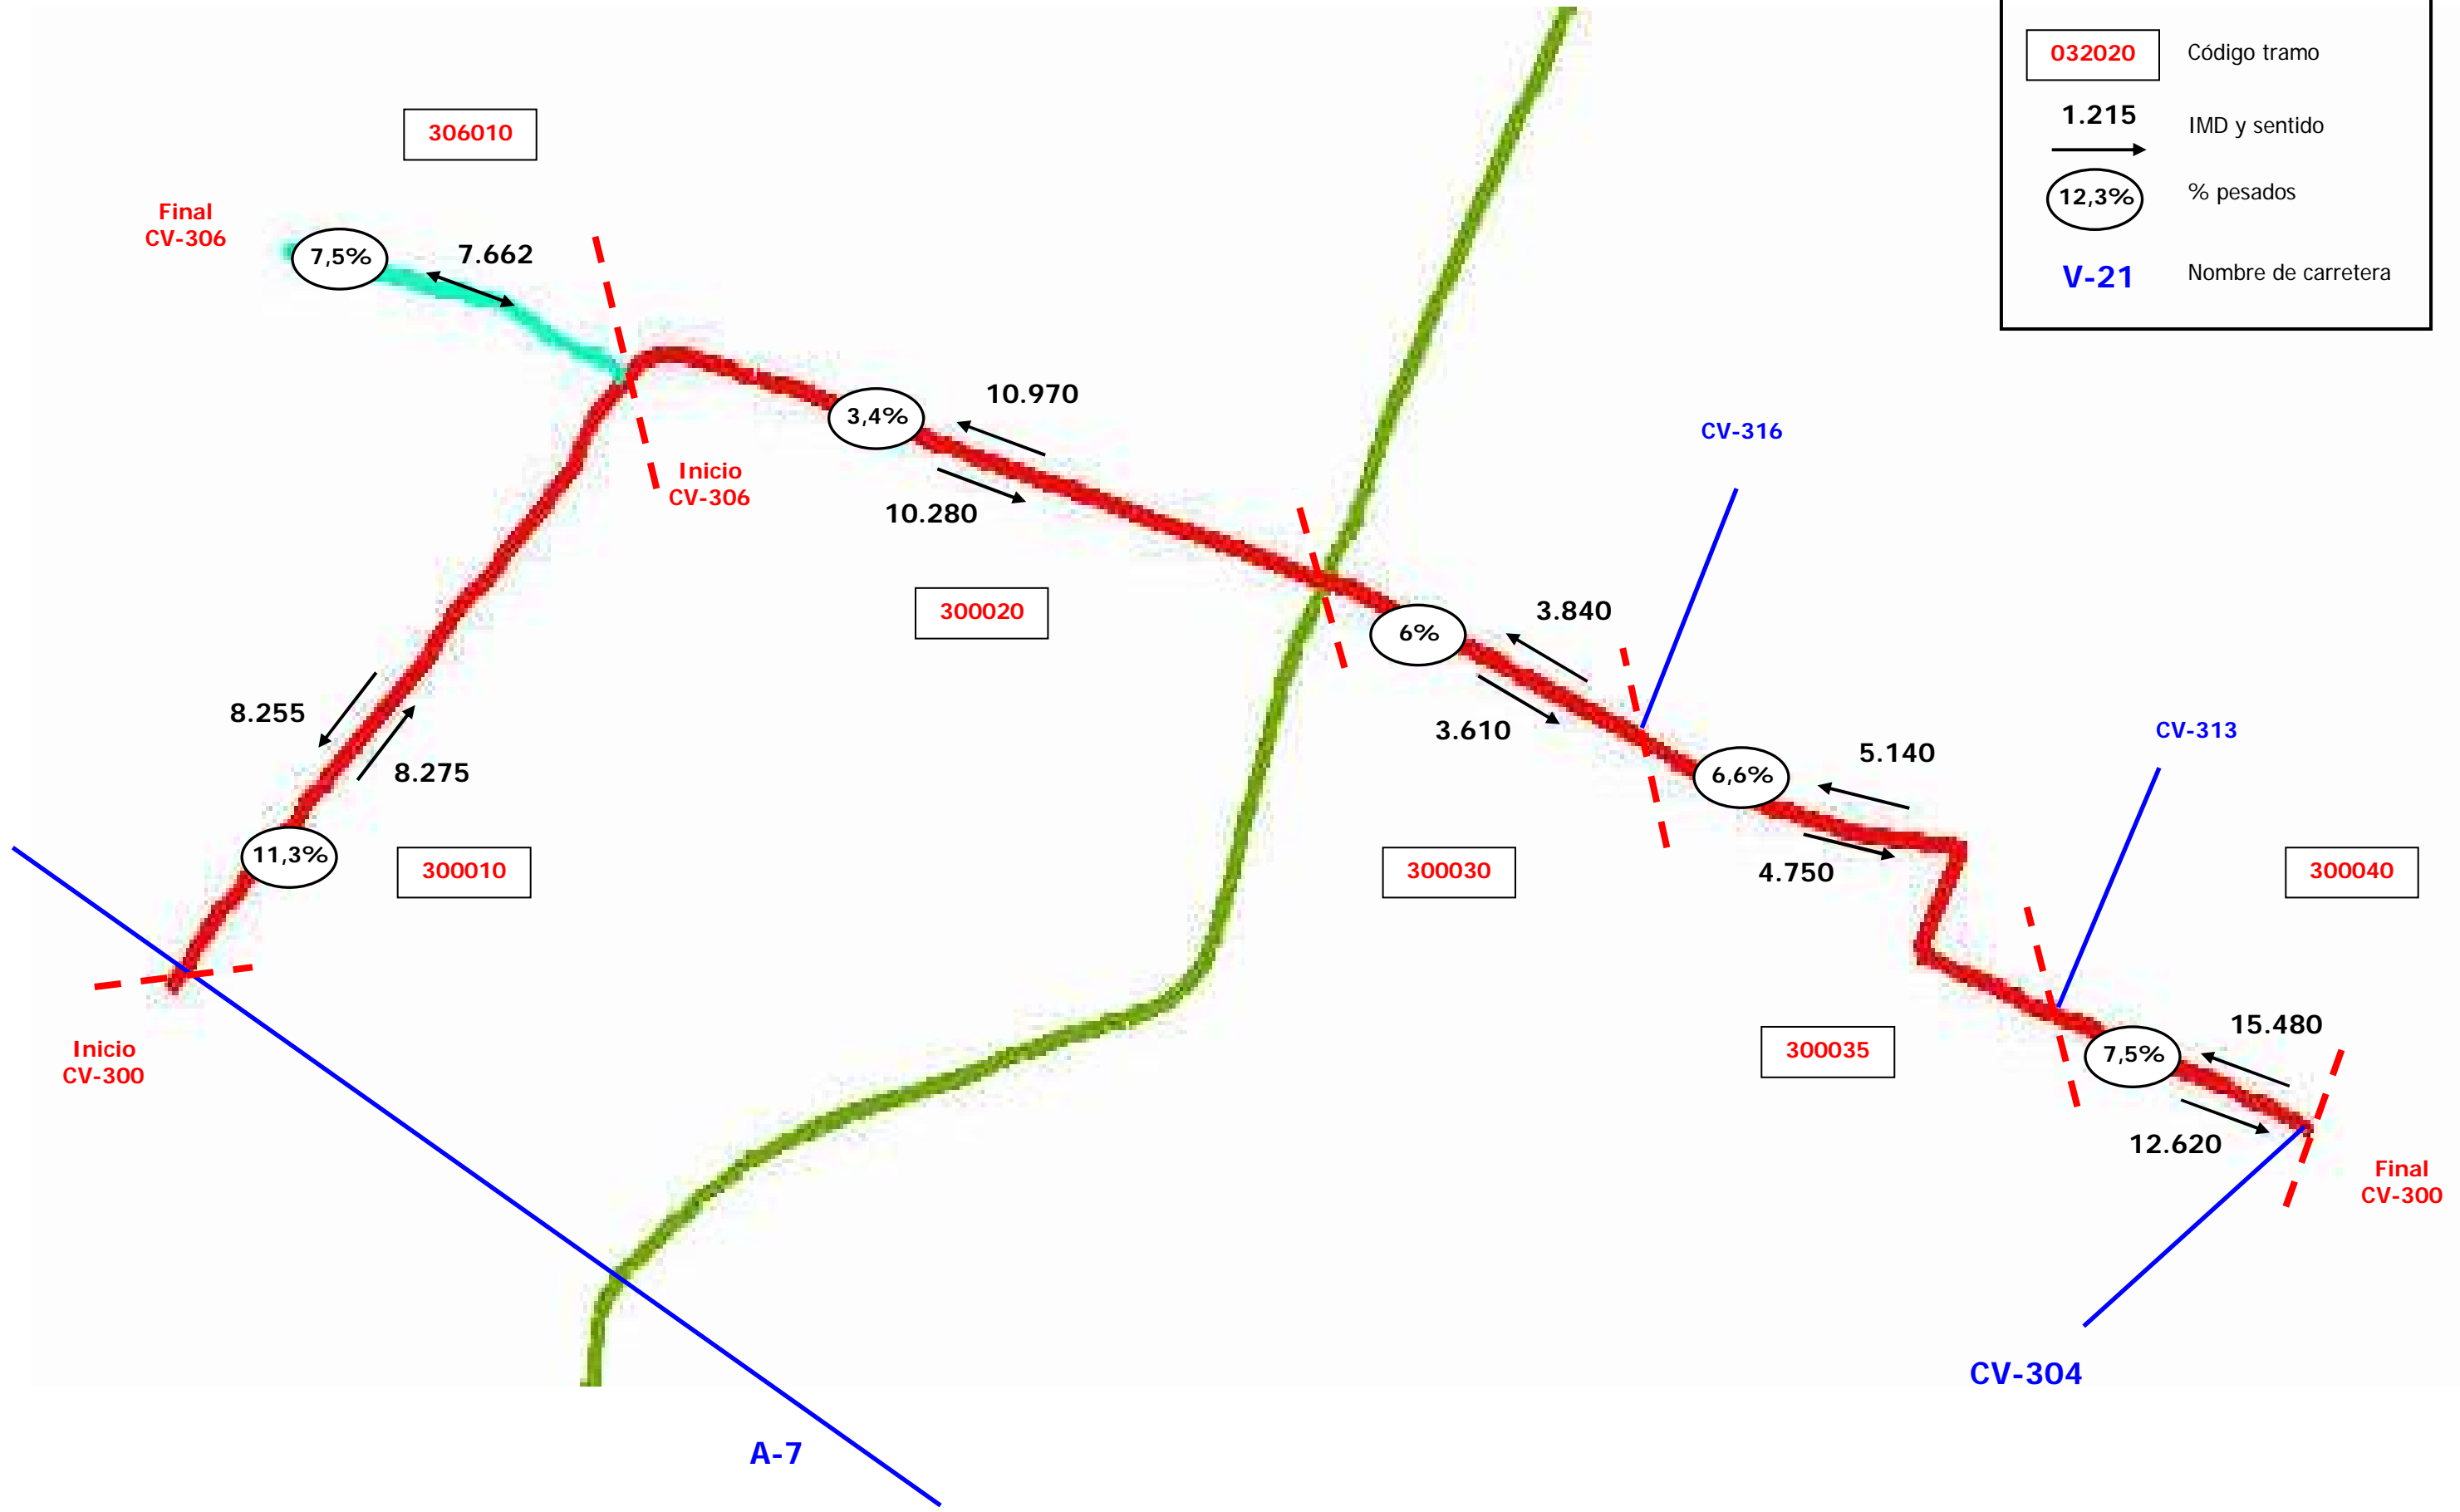 032020
Código tramo
1.215
IMD y sentido
12,3%
% pesados
V-21
Nombre de carretera
306010
Final
CV-306
7,5%
7.662
10.970
3,4%
CV-316
Inicio
CV-306
10.280
300020
3.840
6%
8.255
3.610
CV-313
8.275
5.140
6,6%
11,3%
300010
300030
4.750
300040
15.480
Inicio
CV-300
300035
7,5%
12.620
Final
CV-300
CV-304
A-7